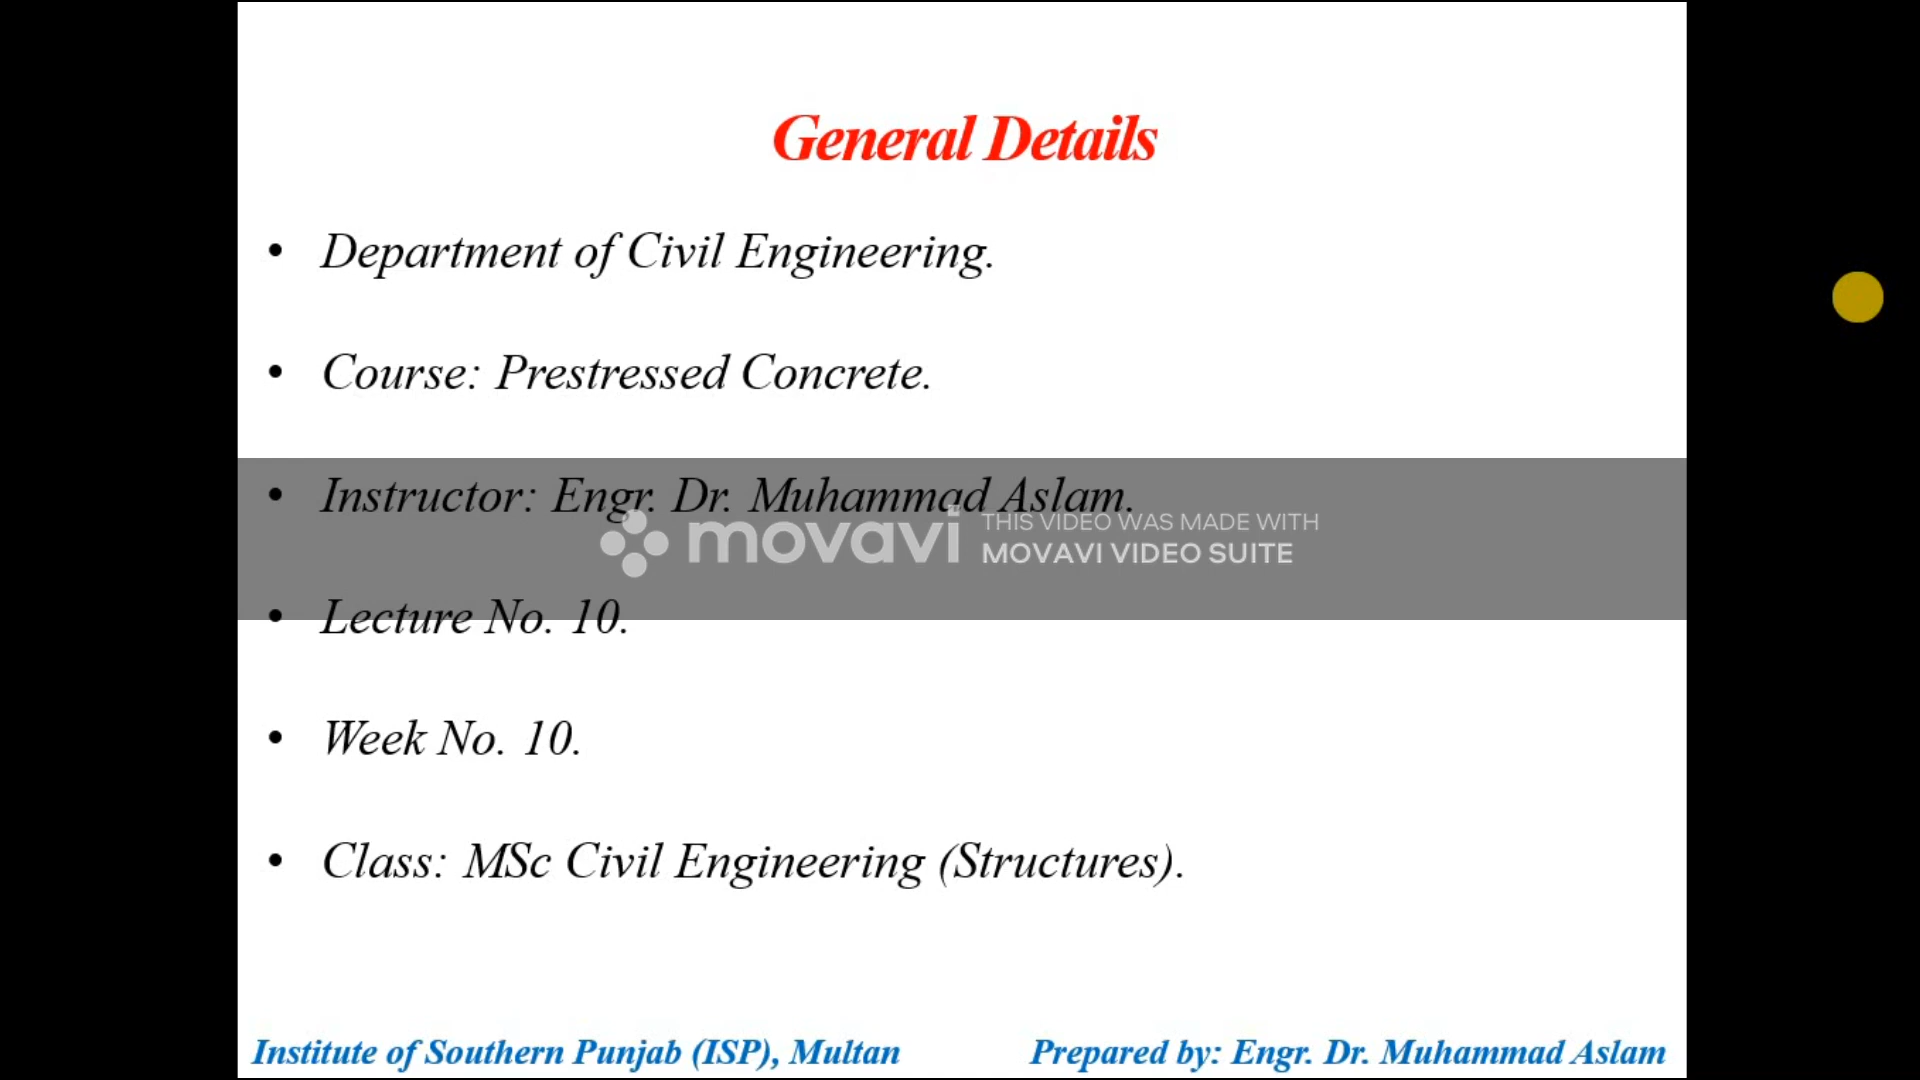 General Details
• Department of Civil Engineering.
• Course: Prestressed Concrete.
• Instructor: Engr. Dr. Muhammad Aslam.
movavi THIS VIDEO WAS MADE WITH
MOVAVI VIDEO SUITE
• Lecture No. 10.
• Week No. 10.
• Class: MSc Civil Engineering (Structures).
Institute of Southern Punjab (ISP), Multan Prepared by: Engr. Dr. Muhammad Aslam